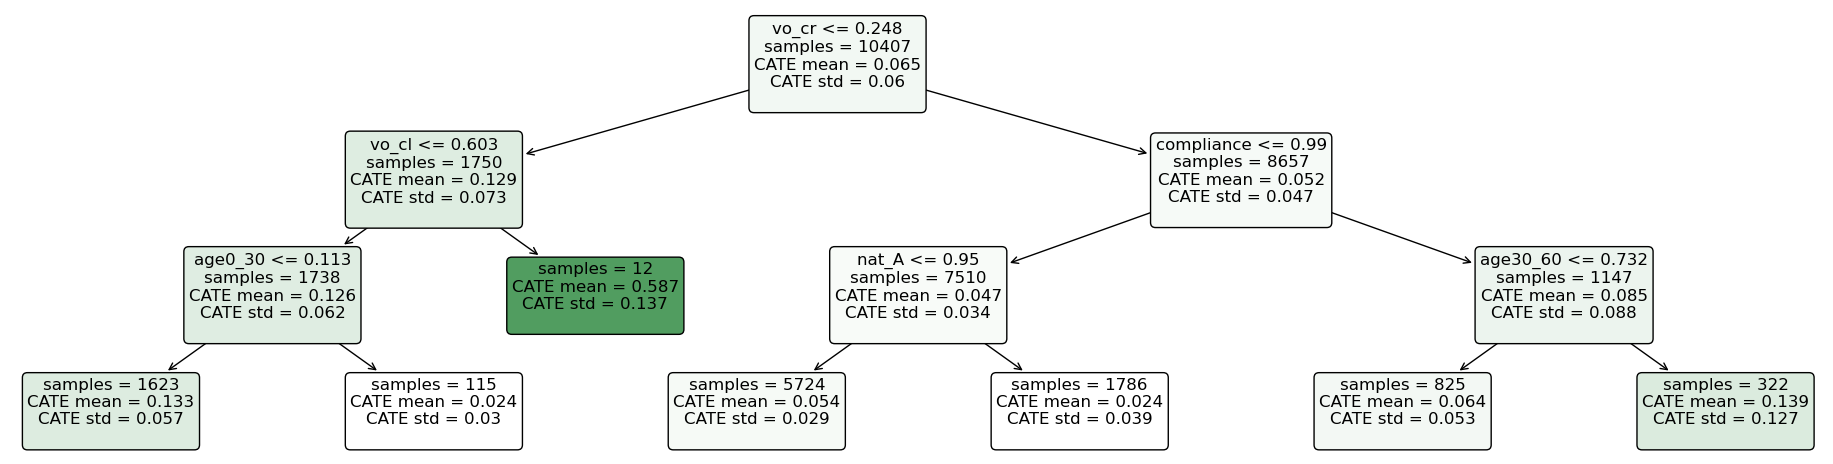 vo_cr <= 0.248
samples = 10407
CATE mean = 0.065
CATE std = 0.06
vo_cl <= 0.603
samples = 1750
CATE mean = 0.129
CATE std = 0.073
compliance <= 0.99
samples = 8657
CATE mean = 0.052
CATE std = 0.047
age0_30 <= 0.113
samples = 1738
CATE mean = 0.126
CATE std = 0.062
samples = 12
CATE mean = 0.587
CATE std = 0.137
nat_A <= 0.95
samples = 7510
CATE mean = 0.047
CATE std = 0.034
age30_60 <= 0.732
samples = 1147
CATE mean = 0.085
CATE std = 0.088
samples = 1623
CATE mean = 0.133
CATE std = 0.057
samples = 115
CATE mean = 0.024
CATE std = 0.03
samples = 5724
CATE mean = 0.054
CATE std = 0.029
samples = 1786
CATE mean = 0.024
CATE std = 0.039
samples = 825
CATE mean = 0.064
CATE std = 0.053
samples = 322
CATE mean = 0.139
CATE std = 0.127